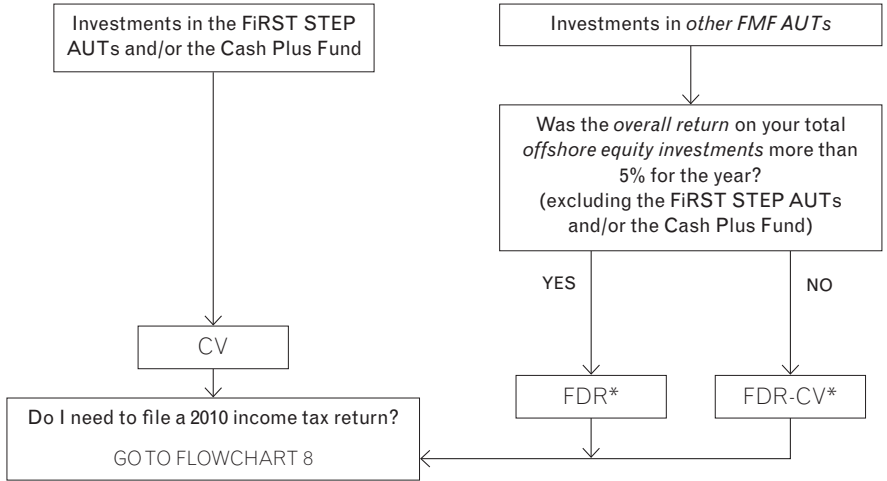 Investments in the FiRST STEP
AUTs and/or the Cash Plus Fund
Investments in other FMF AUTs
Was the overall return on your total
offshore equity investments more than
5% for the year?
(excluding the FiRST STEP AUTs
and/or the Cash Plus Fund)
YES
NO
CV
FDR*
FDR-CV*
Do I need to file a 2010 income tax return?
GO TO FLOWCHART 8